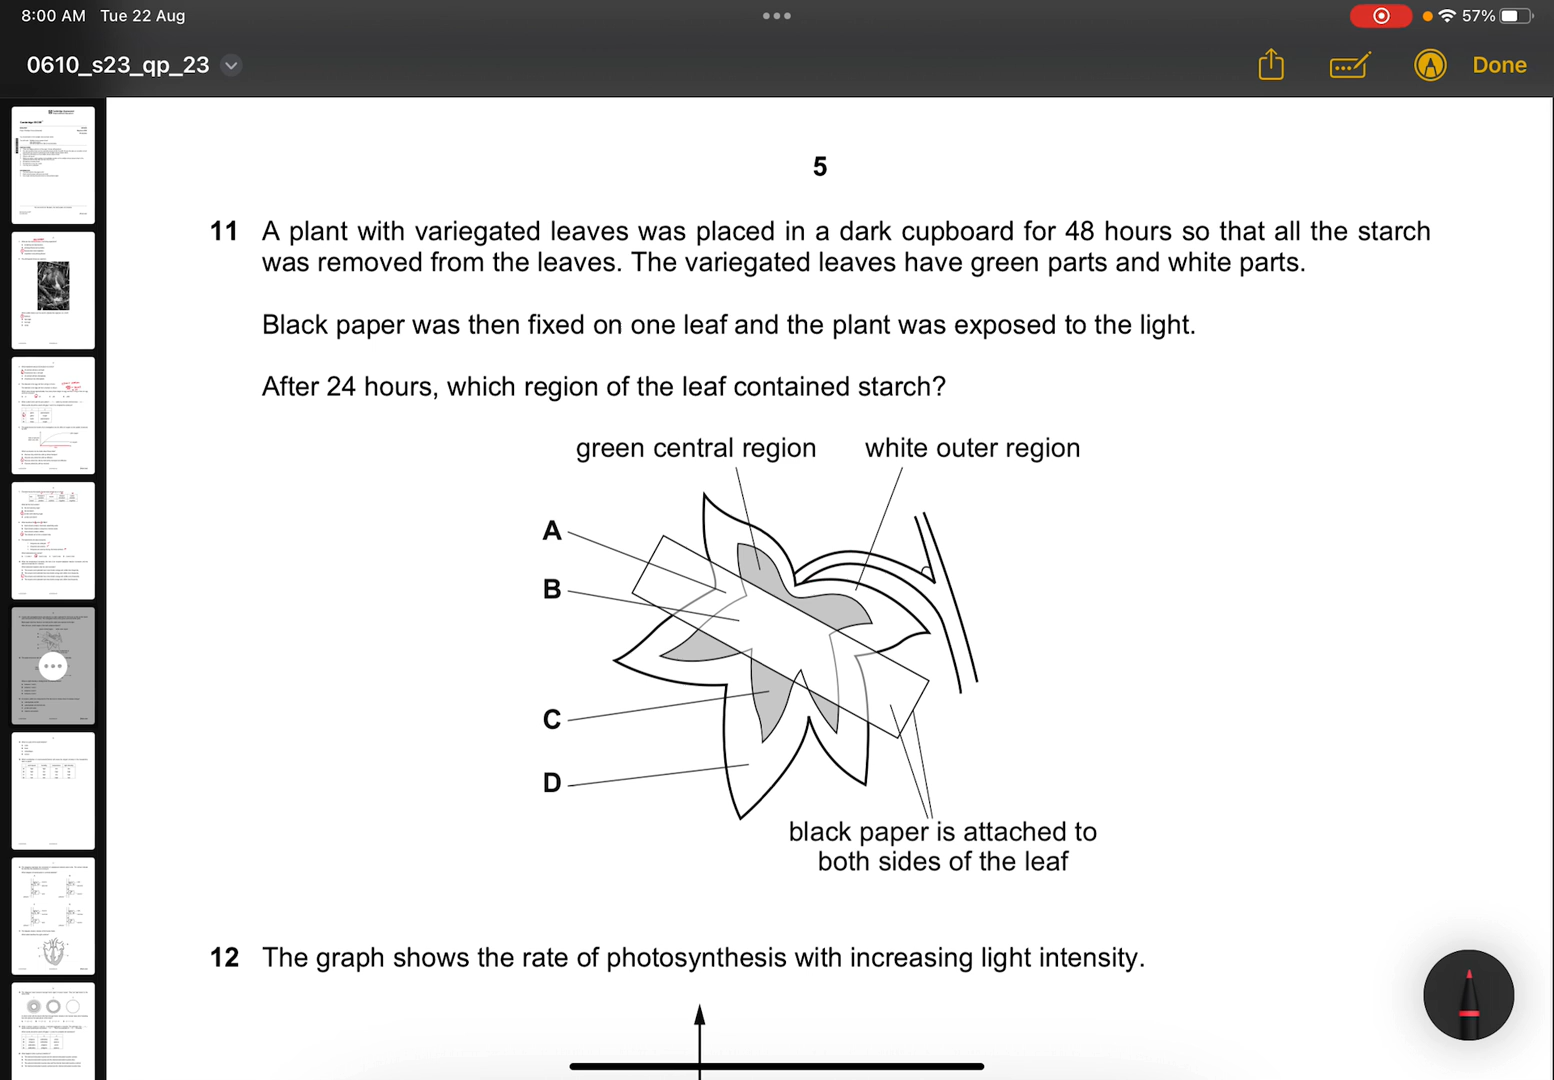 8:00 AM Tue 22 Aug
57%
0610_s23_qp_23
Done
5
11 A plant with variegated leaves was placed in a dark cupboard for 48 hours so that all the starch
was removed from the leaves. The variegated leaves have green parts and white parts.
Black paper was then fixed on one leaf and the plant was exposed to the light.
After 24 hours, which region of the leaf contained starch?
green central region white outer region
A
B
C
D
black paper is attached to
both sides of the leaf
12 The graph shows the rate of photosynthesis with increasing light intensity.